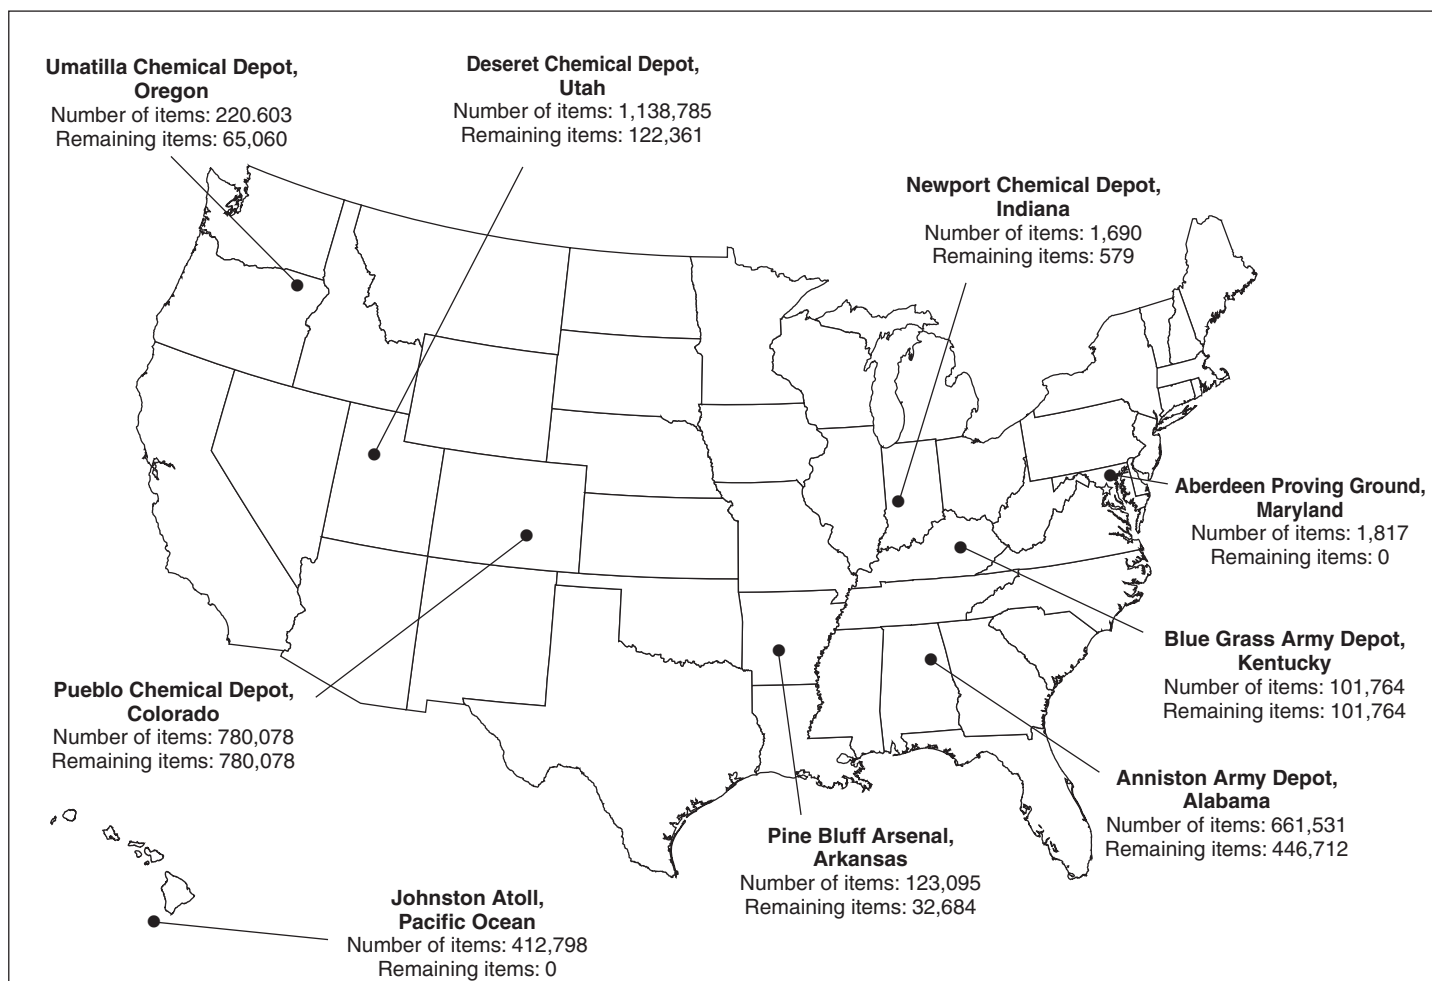 Umatilla Chemical Depot,
Oregon
Number of items: 220.603
Remaining items: 65,060
Deseret Chemical Depot,
Utah
Number of items: 1,138,785
Remaining items: 122,361
Newport Chemical Depot,
Indiana
Number of items: 1,690
Remaining items: 579
Aberdeen Proving Ground,
Maryland
Number of items: 1,817
Remaining items: 0
Blue Grass Army Depot,
Kentucky
Number of items: 101,764
Remaining items: 101,764
Pueblo Chemical Depot,
Colorado
Number of items: 780,078
Remaining items: 780,078
Anniston Army Depot,
Alabama
Number of items: 661,531
Remaining items: 446,712
Pine Bluff Arsenal,
Arkansas
Number of items: 123,095
Remaining items: 32,684
Johnston Atoll,
Pacific Ocean
Number of items: 412,798
Remaining items: 0